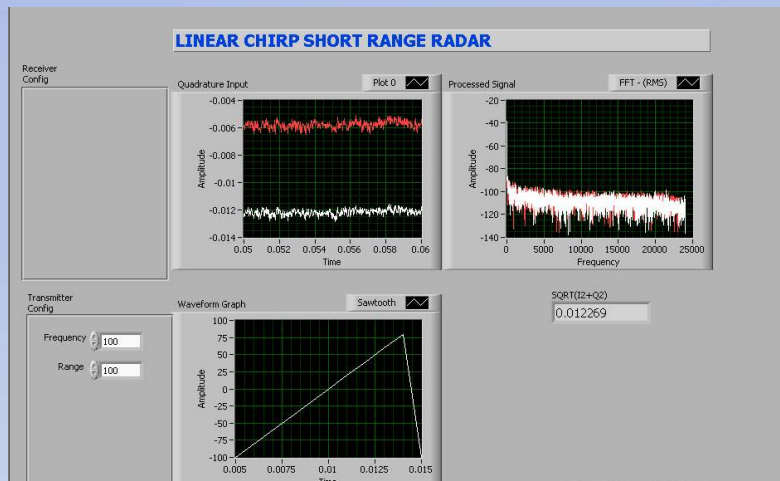 LINEAR CHIRP SHORT RANGE RADAR
Receiver
Config
Quadrature Input
Plot 0
-0.004
-0.006
-0.008
-0.01
-0.012
-0.014
Amplitude
0.05 0.052 0.054 0.056 0.058 0.06
Time
Processed Signal
FFT - (RMS)
-20
-40
-60
-80
-100
-120
-140
Amplitude
0 5000 10000 15000 20000 25000
Frequency
Transmitter
Config
Frequency 100
Range 100
Waveform Graph
Sawtooth
100
75
50
25
0
-25
-50
-75
-100
Amplitude
0.005 0.0075 0.01 0.0125 0.015
Time
SQRT(I2+Q2)
0.012269